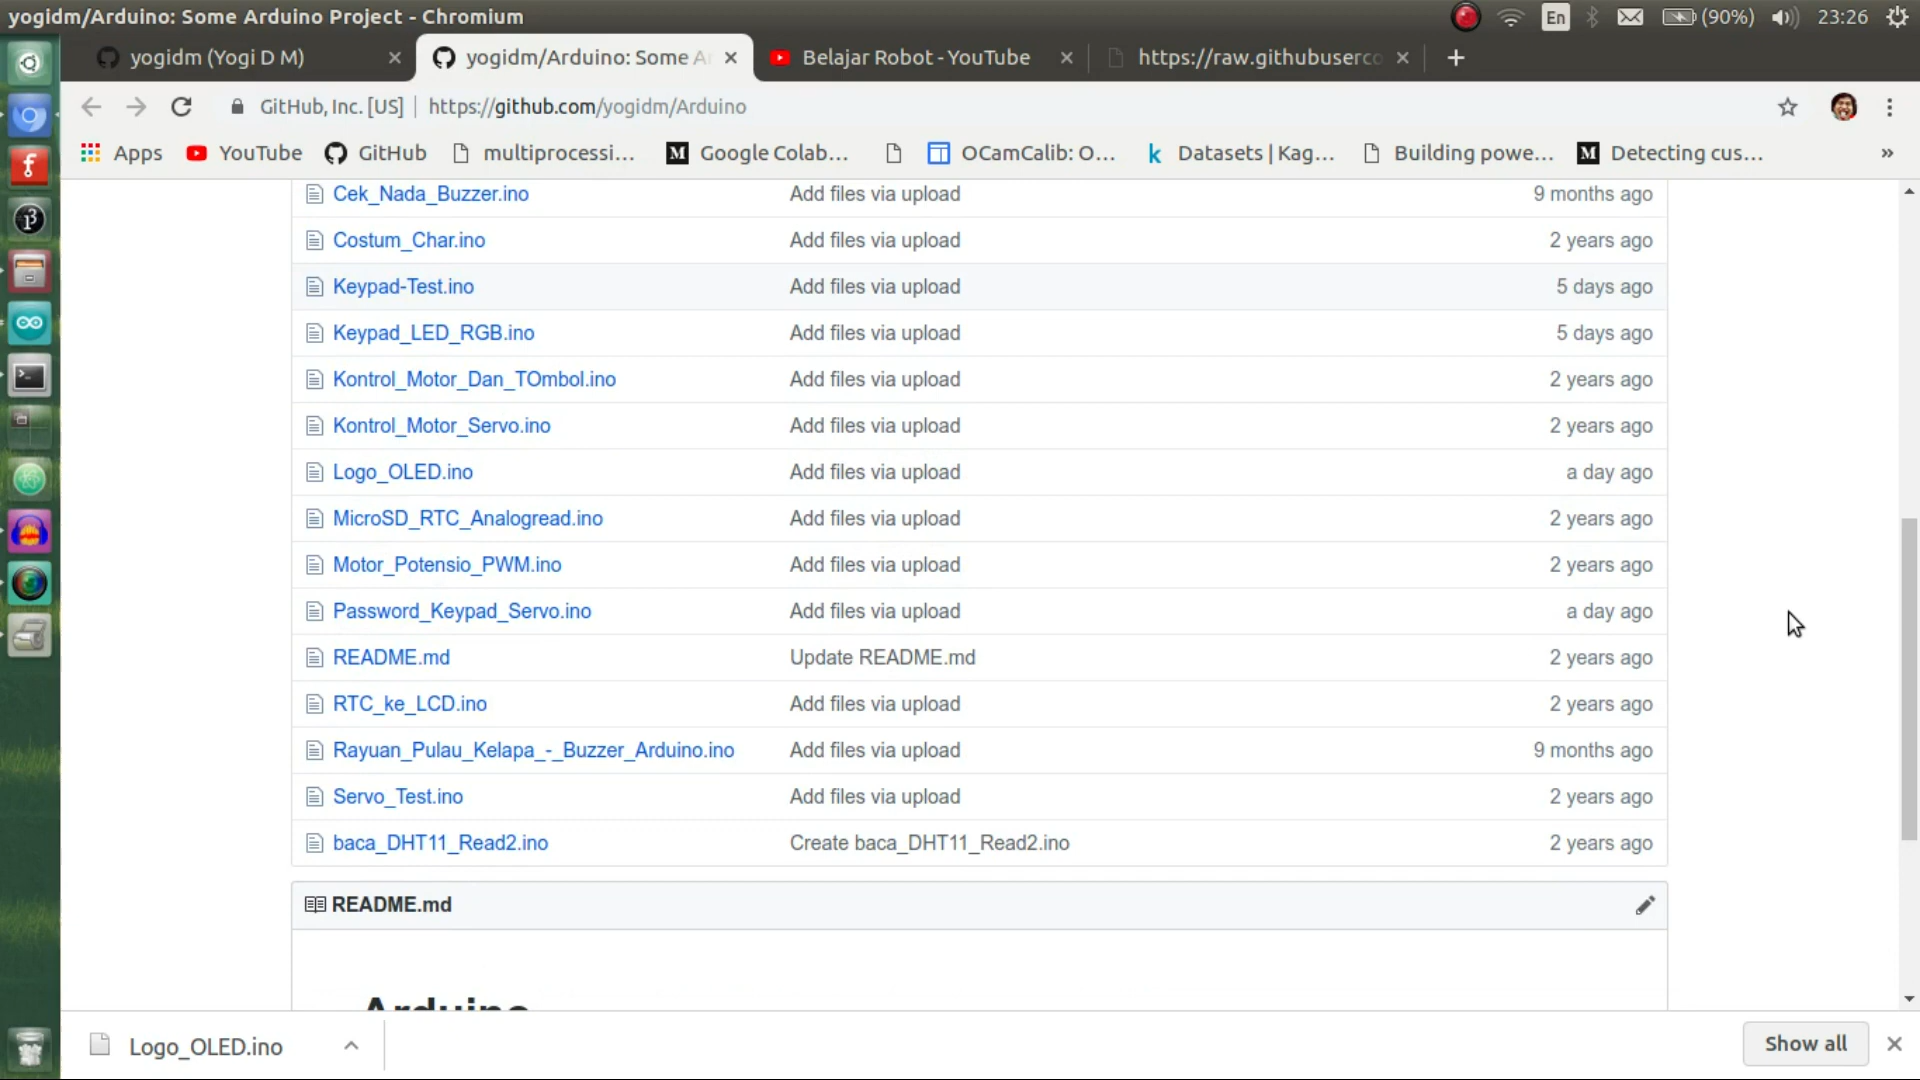 yogidm/Arduino: Some Arduino Project - Chromium
En
(90%)
23:26
yogidm (Yogi D M)
yogidm/Arduino: Some A
Belajar Robot - YouTube
https://raw.githubuserco
GitHub, Inc. [US]
https://github.com/yogidm/Arduino
Apps
YouTube
GitHub
multiprocessi...
Google Colab...
OCamCalib: O...
Datasets | Kag...
Building powe...
Detecting cus...
»
Cek_Nada_Buzzer.ino Add files via upload 9 months ago
Costum_Char.ino Add files via upload 2 years ago
Keypad-Test.ino Add files via upload 5 days ago
Keypad_LED_RGB.ino Add files via upload 5 days ago
Kontrol_Motor_Dan_TOmbol.ino Add files via upload 2 years ago
Kontrol_Motor_Servo.ino Add files via upload 2 years ago
Logo_OLED.ino Add files via upload a day ago
MicroSD_RTC_Analogread.ino Add files via upload 2 years ago
Motor_Potensio_PWM.ino Add files via upload 2 years ago
Password_Keypad_Servo.ino Add files via upload a day ago
README.md Update README.md 2 years ago
RTC_ke_LCD.ino Add files via upload 2 years ago
Rayuan_Pulau_Kelapa_-_Buzzer_Arduino.ino Add files via upload 9 months ago
Servo_Test.ino Add files via upload 2 years ago
baca_DHT11_Read2.ino Create baca_DHT11_Read2.ino 2 years ago
README.md
Arduino
Logo_OLED.ino
Show all